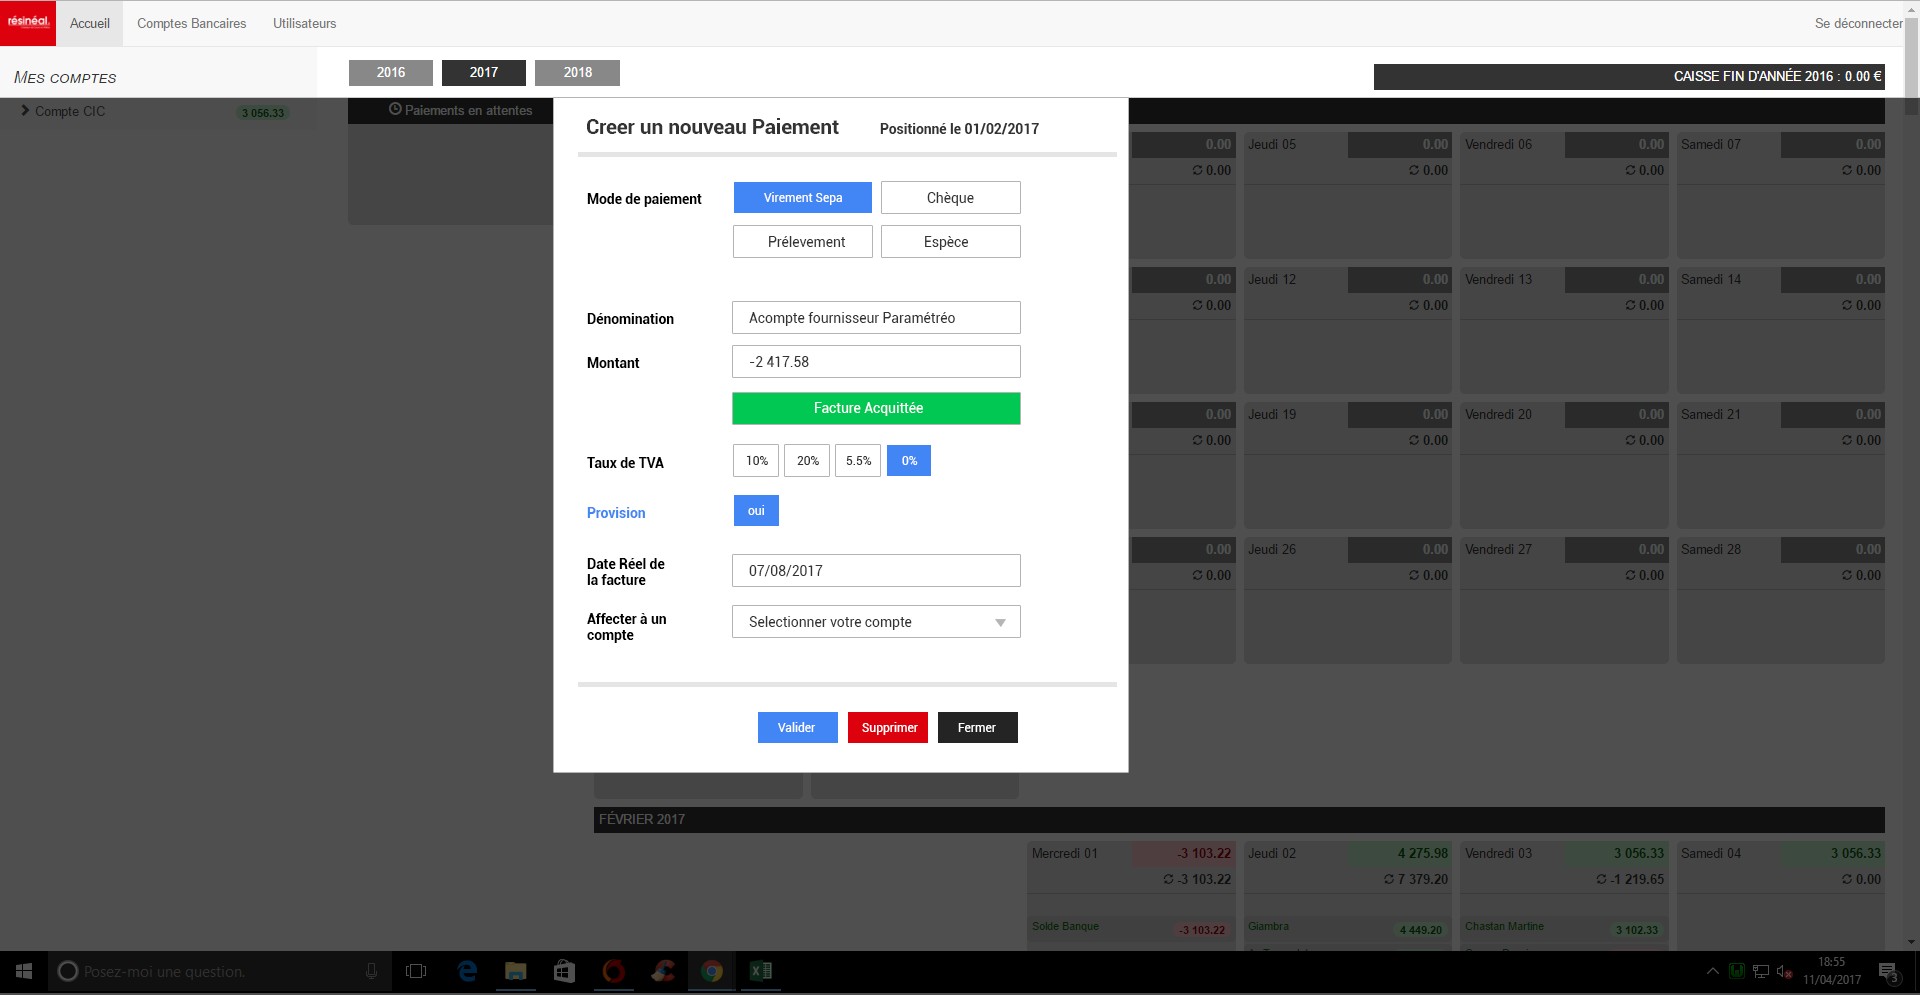 résinéal.
Accueil
Comptes Bancaires
Utilisateurs
Se déconnecter
MES COMPTES
2016
2017
2018
CAISSE FIN D'ANNÉE 2016 : 0.00 €
Compte CIC
3 056.33
Paiements en attentes
Creer un nouveau Paiement
Positionné le 01/02/2017
Mode de paiement
Virement Sepa
Chèque
Prélevement
Espèce
Dénomination
Acompte fournisseur Paramétréo
Montant
-2 417.58
Facture Acquittée
Taux de TVA
10%
20%
5.5%
0%
Provision
oui
Date Réel de
la facture
07/08/2017
Affecter à un
compte
Selectionner votre compte
Valider
Supprimer
Fermer
0.00
Jeudi 05
0.00
Vendredi 06
0.00
Samedi 07
0.00
0.00
0.00
0.00
0.00
0.00
Jeudi 12
0.00
Vendredi 13
0.00
Samedi 14
0.00
0.00
0.00
0.00
0.00
0.00
Jeudi 19
0.00
Vendredi 20
0.00
Samedi 21
0.00
0.00
0.00
0.00
0.00
0.00
Jeudi 26
0.00
Vendredi 27
0.00
Samedi 28
0.00
0.00
0.00
0.00
0.00
FÉVRIER 2017
Mercredi 01
-3 103.22
Jeudi 02
4 275.98
Vendredi 03
3 056.33
Samedi 04
3 056.33
-3 103.22
7 379.20
-1 219.65
0.00
Solde Banque
-3 103.22
Giambra
4 449.20
Chastan Martine
3 102.33
Posez-moi une question.
18:55
11/04/2017
3